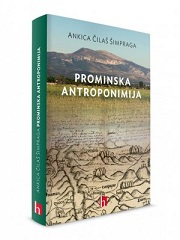 ANKICA ČILAŠ ŠIMPRAGA
PROMINSKA
ANTROPONIMIJA
ANKICA ČILAŠ ŠIMPRAGA PROMINSKA ANTROPONIMIJA
h